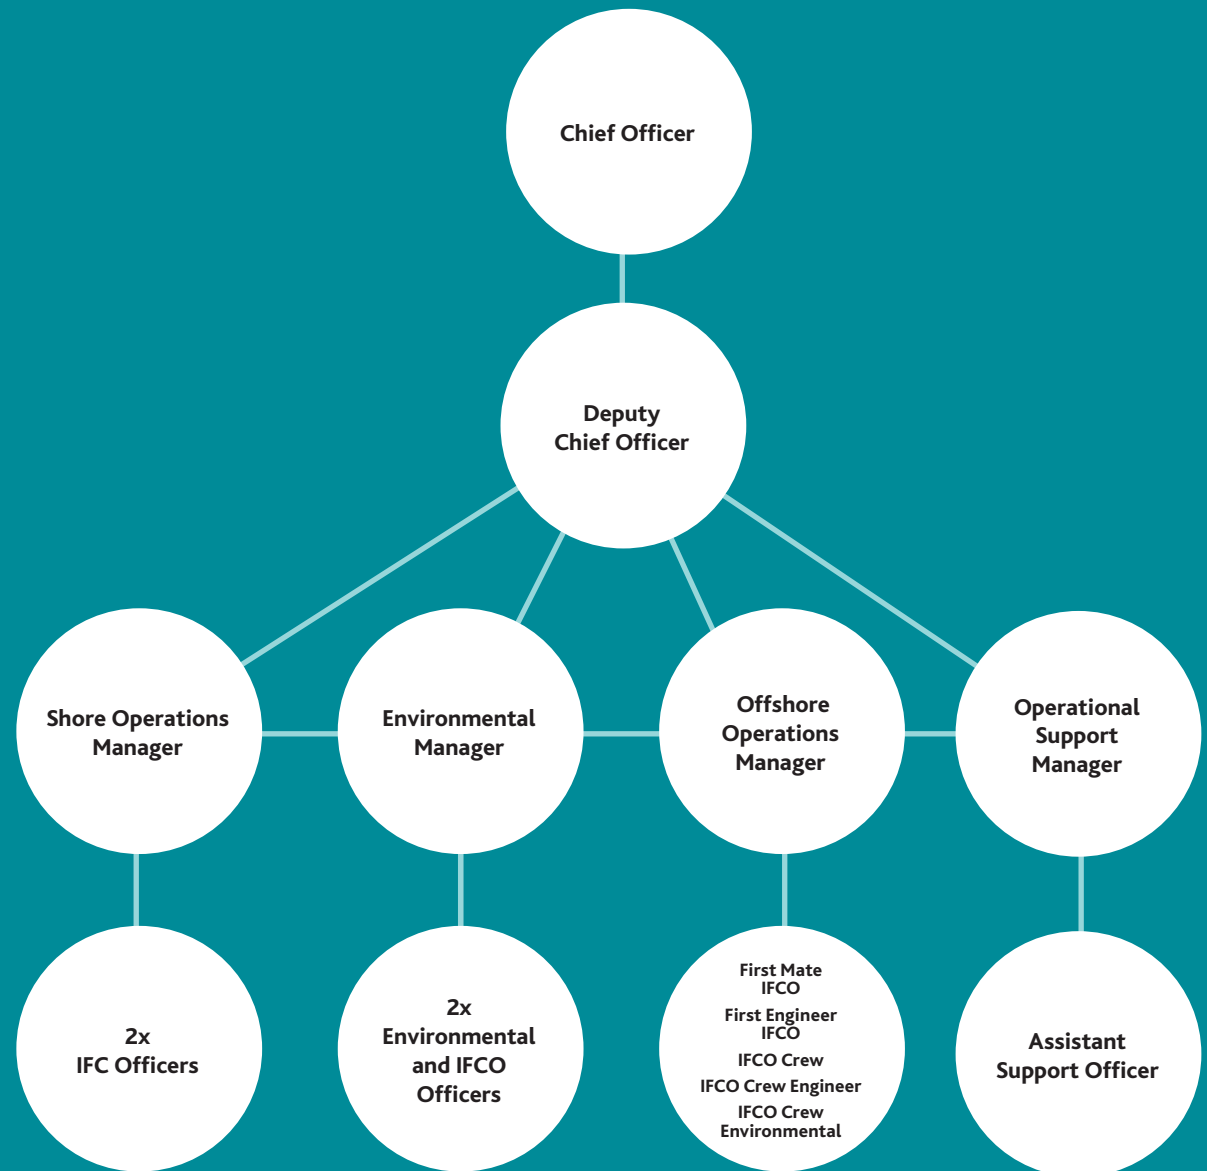 Chief Officer
Deputy
Chief Officer
Shore Operations
Manager
Environmental
Manager
Offshore
Operations
Manager
Operational
Support
Manager
2x
IFC Officers
2x
Environmental
and IFCO
Officers
First Mate
IFCO
First Engineer
IFCO
IFCO Crew
IFCO Crew Engineer
IFCO Crew
Environmental
Assistant
Support Officer